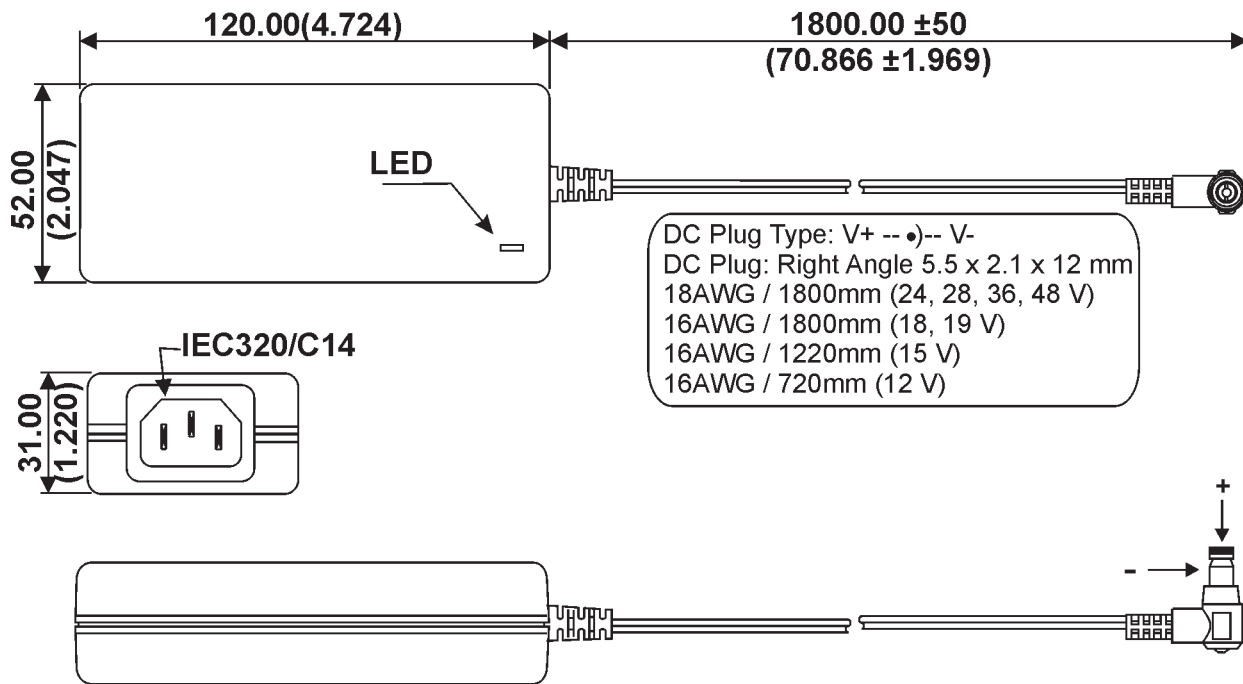 120.00(4.724)
1800.00 ±50
(70.866 ±1.969)
52.00
(2.047)
LED
DC Plug Type: V+ -- •)-- V-
DC Plug: Right Angle 5.5 x 2.1 x 12 mm
18AWG / 1800mm (24, 28, 36, 48 V)
16AWG / 1800mm (18, 19 V)
16AWG / 1220mm (15 V)
16AWG / 720mm (12 V)
IEC320/C14
31.00
(1.220)
+
-